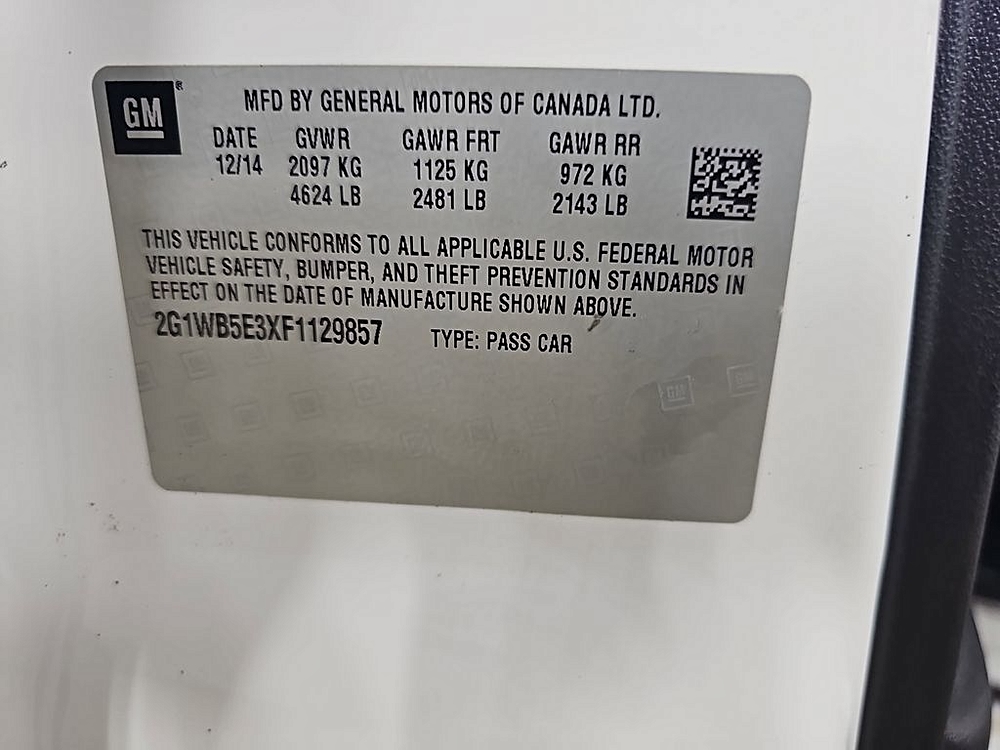 GM®
MFD BY GENERAL MOTORS OF CANADA LTD.
DATE GVWR GAWR FRT GAWR RR
12/14 2097 KG 1125 KG 972 KG
4624 LB 2481 LB 2143 LB
THIS VEHICLE CONFORMS TO ALL APPLICABLE U.S. FEDERAL MOTOR
VEHICLE SAFETY, BUMPER, AND THEFT PREVENTION STANDARDS IN
EFFECT ON THE DATE OF MANUFACTURE SHOWN ABOVE.
2G1WB5E3XF1129857 TYPE: PASS CAR
GM GM